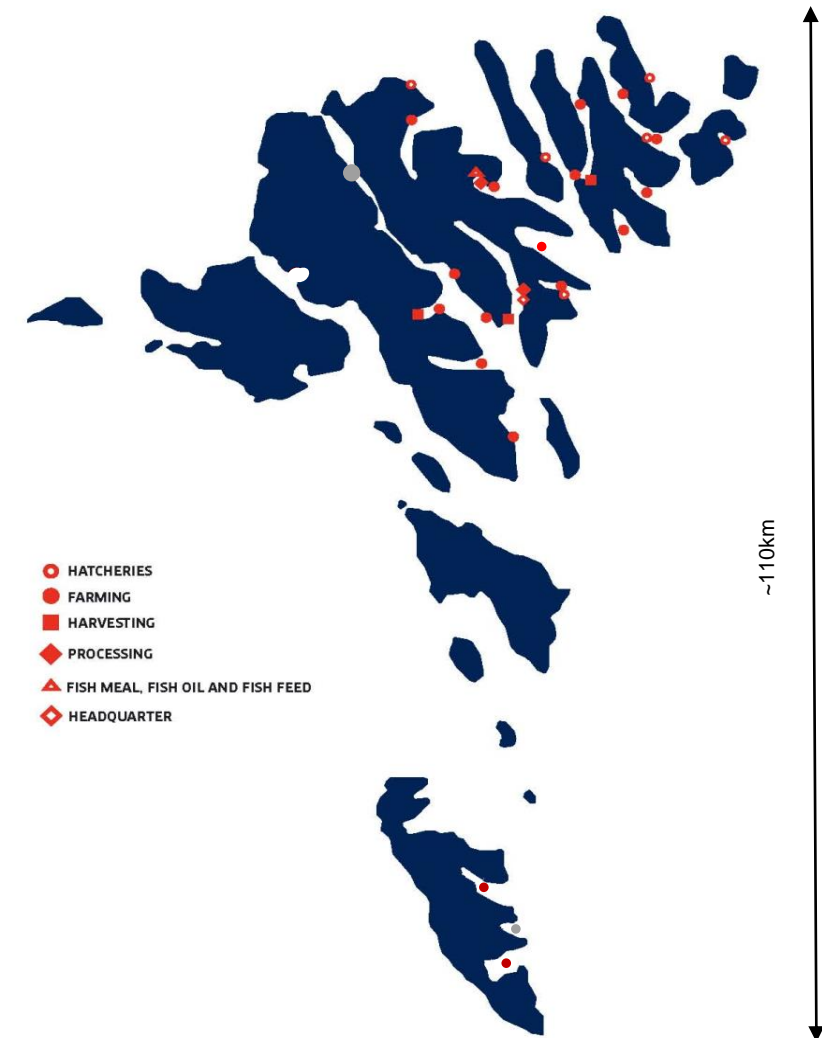 ~110km
HATCHERIES
FARMING
HARVESTING
PROCESSING
FISH MEAL, FISH OIL AND FISH FEED
HEADQUARTER